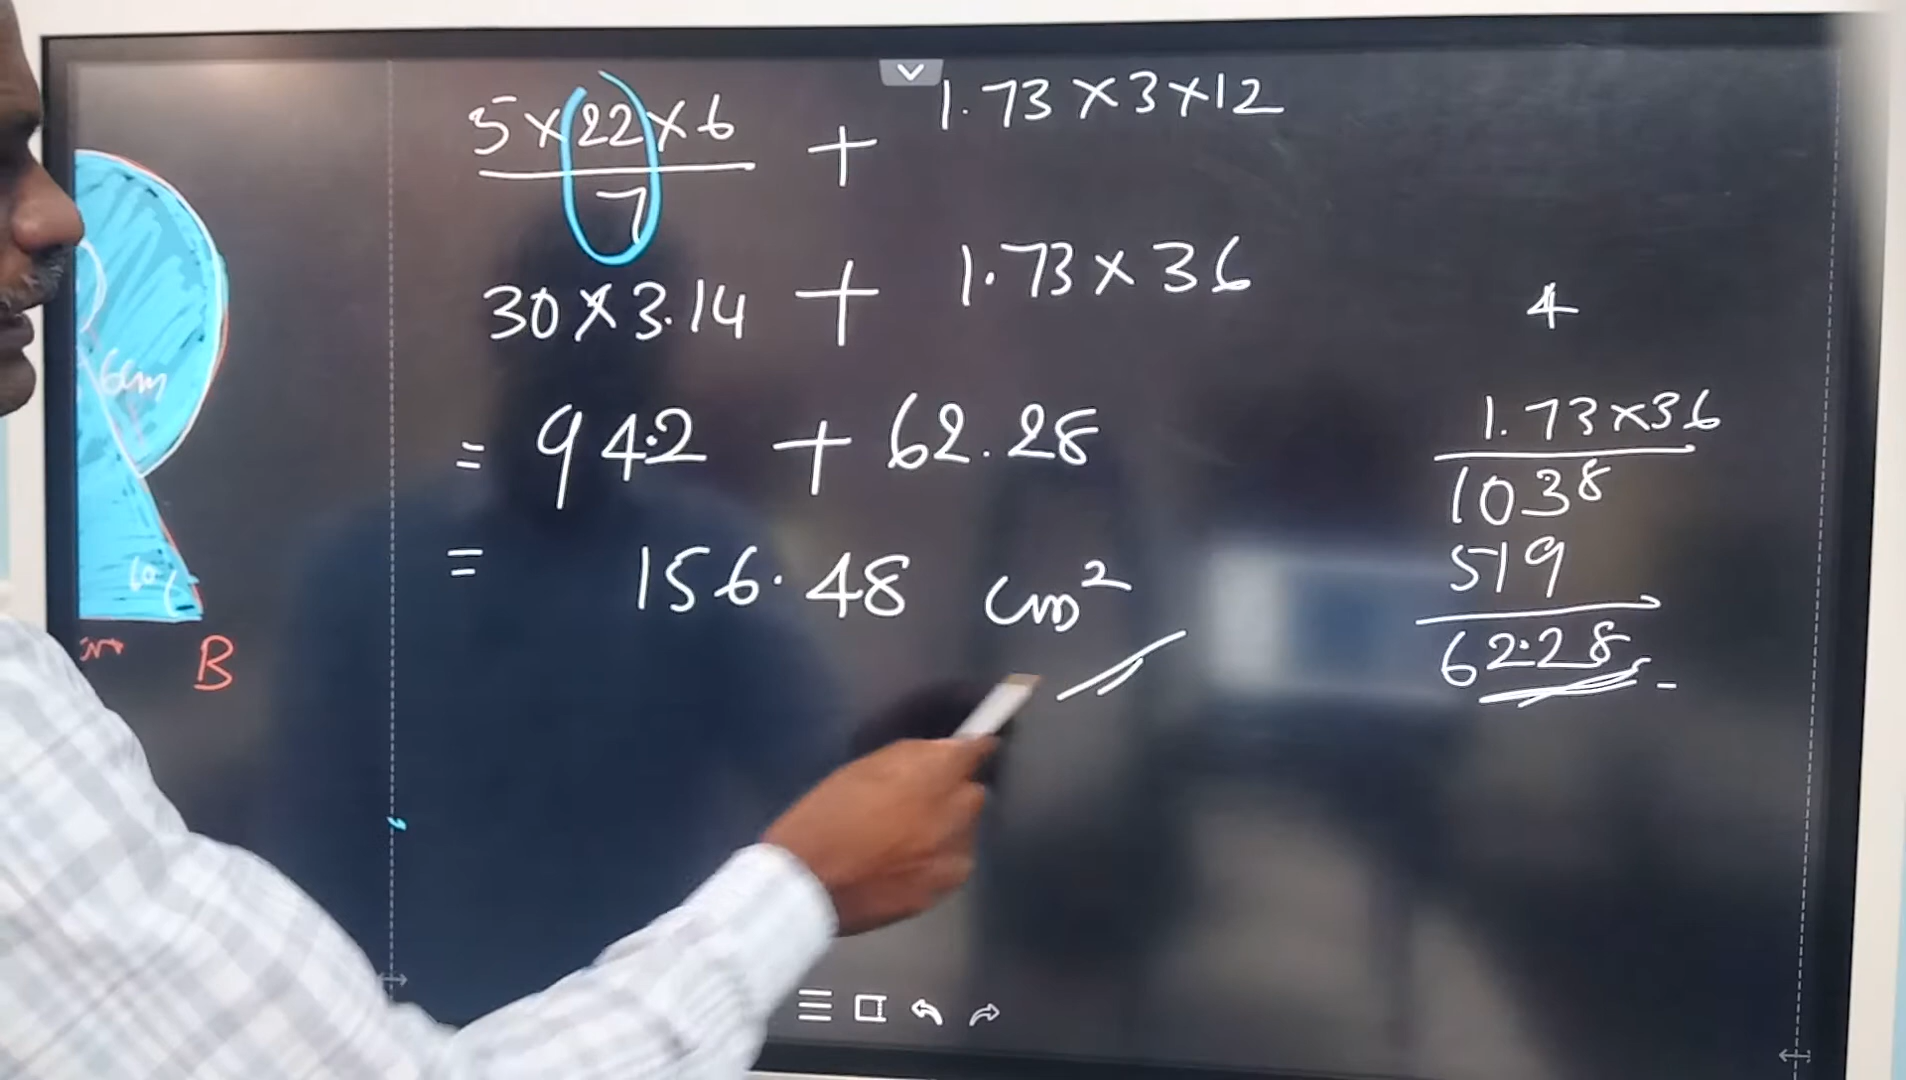 5×22×6 + 1.73×3×12
7
30×3.14 + 1.73×36
= 94.2 + 62.28
= 156.48 cm²
4
1.73×36
1038
519
62.28
6cm
60°
B